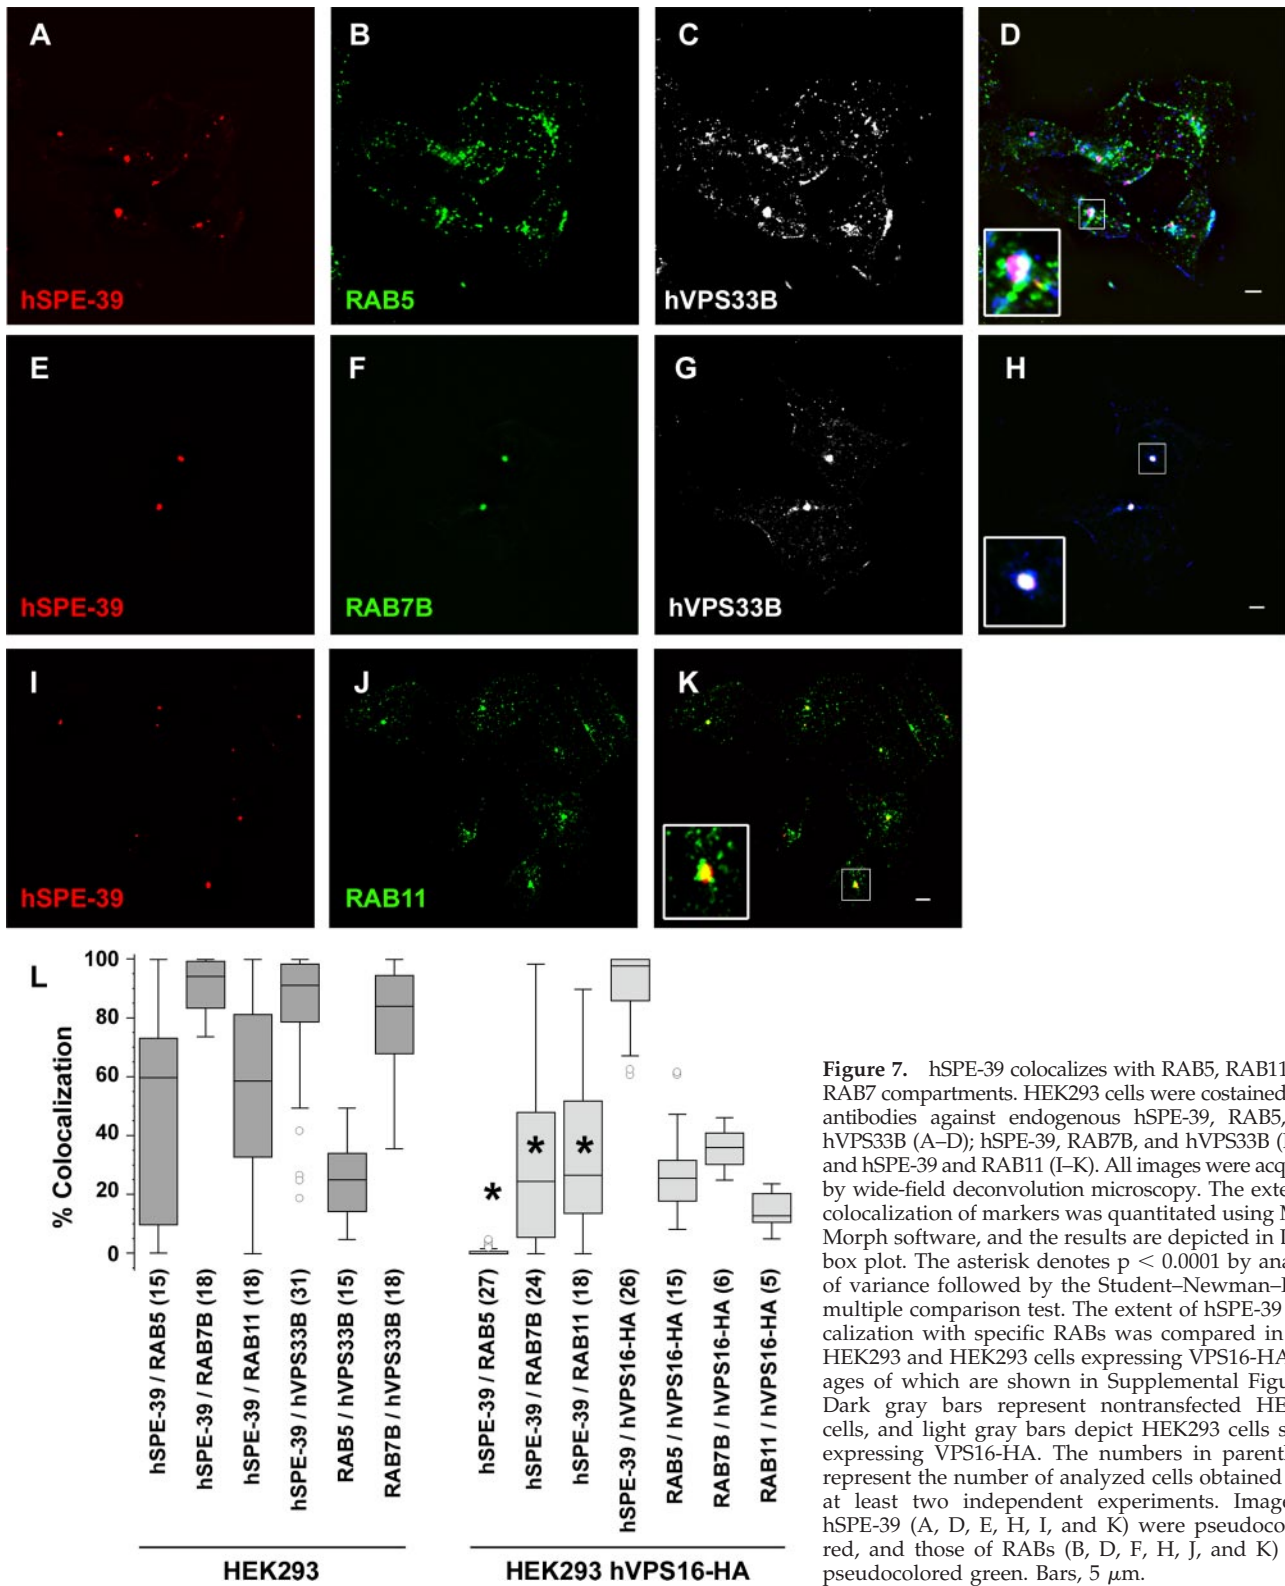 A
B
C
D
hSPE-39
RAB5
hVPS33B
E
F
G
H
hSPE-39
RAB7B
hVPS33B
I
J
K
hSPE-39
RAB11
L
% Colocalization
100
80
60
40
20
0
*
*
*
hSPE-39 / RAB5 (15)
hSPE-39 / RAB7B (18)
hSPE-39 / RAB11 (18)
hSPE-39 / hVPS33B (31)
RAB5 / hVPS33B (15)
RAB7B / hVPS33B (18)
hSPE-39 / RAB5 (27)
hSPE-39 / RAB7B (24)
hSPE-39 / RAB11 (18)
hSPE-39 / hVPS16-HA (26)
RAB5 / hVPS16-HA (15)
RAB7B / hVPS16-HA (6)
RAB11 / hVPS16-HA (5)
HEK293
HEK293 hVPS16-HA
Figure 7. hSPE-39 colocalizes with RAB5, RAB11
RAB7 compartments. HEK293 cells were costained
antibodies against endogenous hSPE-39, RAB5,
hVPS33B (A–D); hSPE-39, RAB7B, and hVPS33B (
and hSPE-39 and RAB11 (I–K). All images were acq
by wide-field deconvolution microscopy. The exte
colocalization of markers was quantitated using M
Morph software, and the results are depicted in
box plot. The asterisk denotes p < 0.0001 by ana
of variance followed by the Student–Newman–
multiple comparison test. The extent of hSPE-39
calization with specific RABs was compared in
HEK293 and HEK293 cells expressing VPS16-HA
ages of which are shown in Supplemental Figu
Dark gray bars represent nontransfected HE
cells, and light gray bars depict HEK293 cells s
expressing VPS16-HA. The numbers in parent
represent the number of analyzed cells obtained
at least two independent experiments. Image
hSPE-39 (A, D, E, H, I, and K) were pseudoco
red, and those of RABs (B, D, F, H, J, and K)
pseudocolored green. Bars, 5 μm.